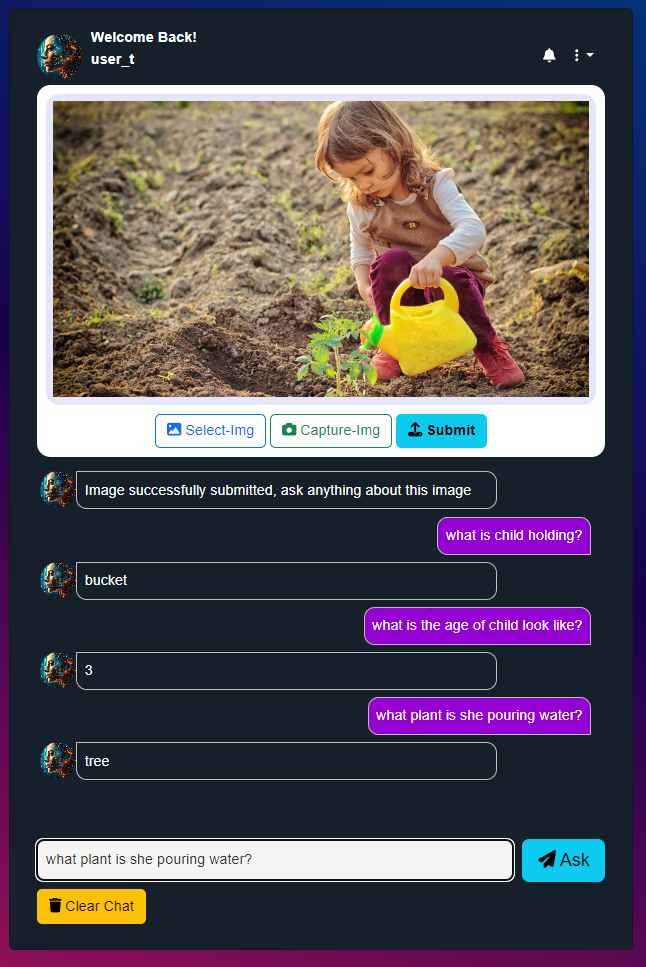 Welcome Back!
user_t
Select-Img
Capture-Img
Submit
Image successfully submitted, ask anything about this image
what is child holding?
bucket
what is the age of child look like?
3
what plant is she pouring water?
tree
what plant is she pouring water?
Ask
Clear Chat